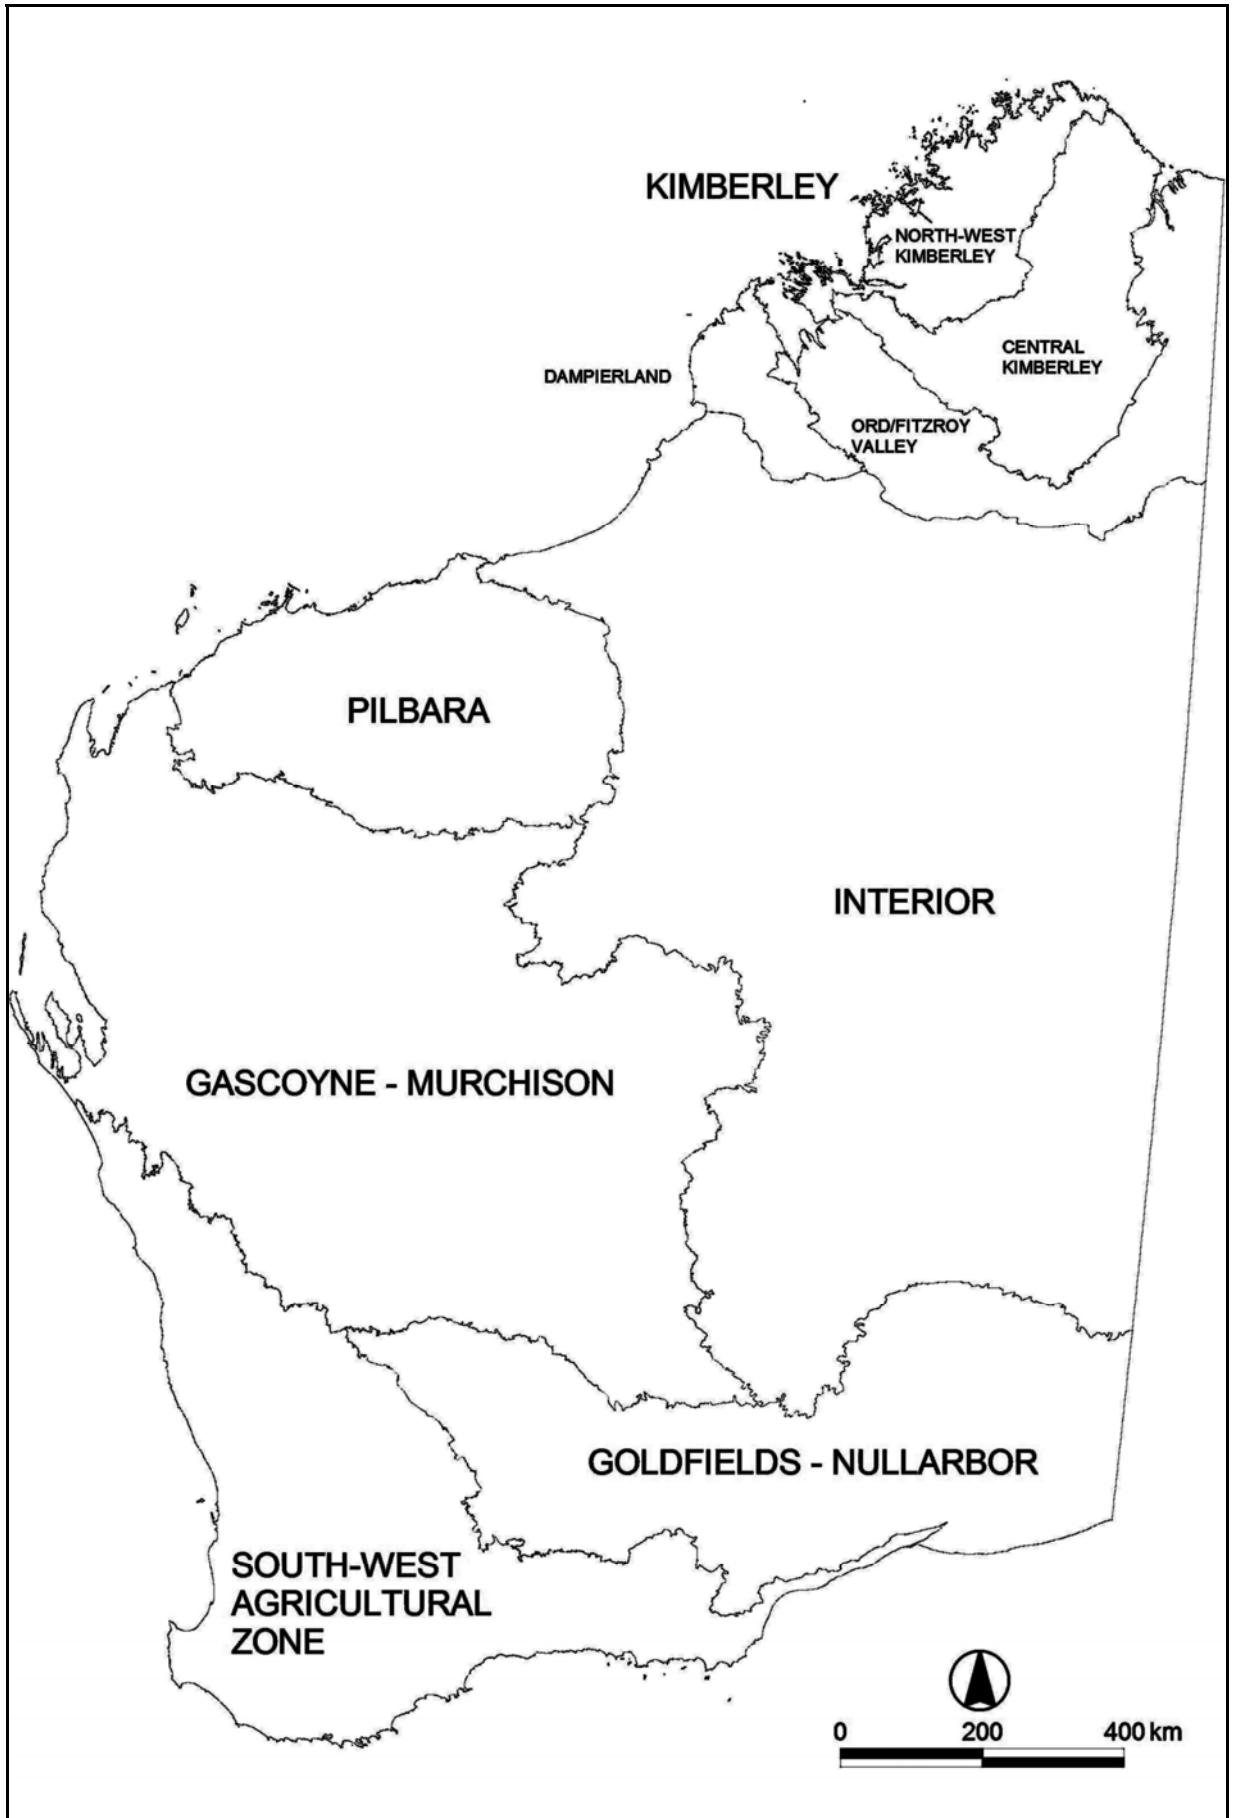 KIMBERLEY
NORTH-WEST
KIMBERLEY
CENTRAL
KIMBERLEY
DAMPIERLAND
ORD/FITZROY
VALLEY
PILBARA
INTERIOR
GASCOYNE - MURCHISON
GOLDFIELDS - NULLARBOR
SOUTH-WEST
AGRICULTURAL
ZONE
0 200 400 km